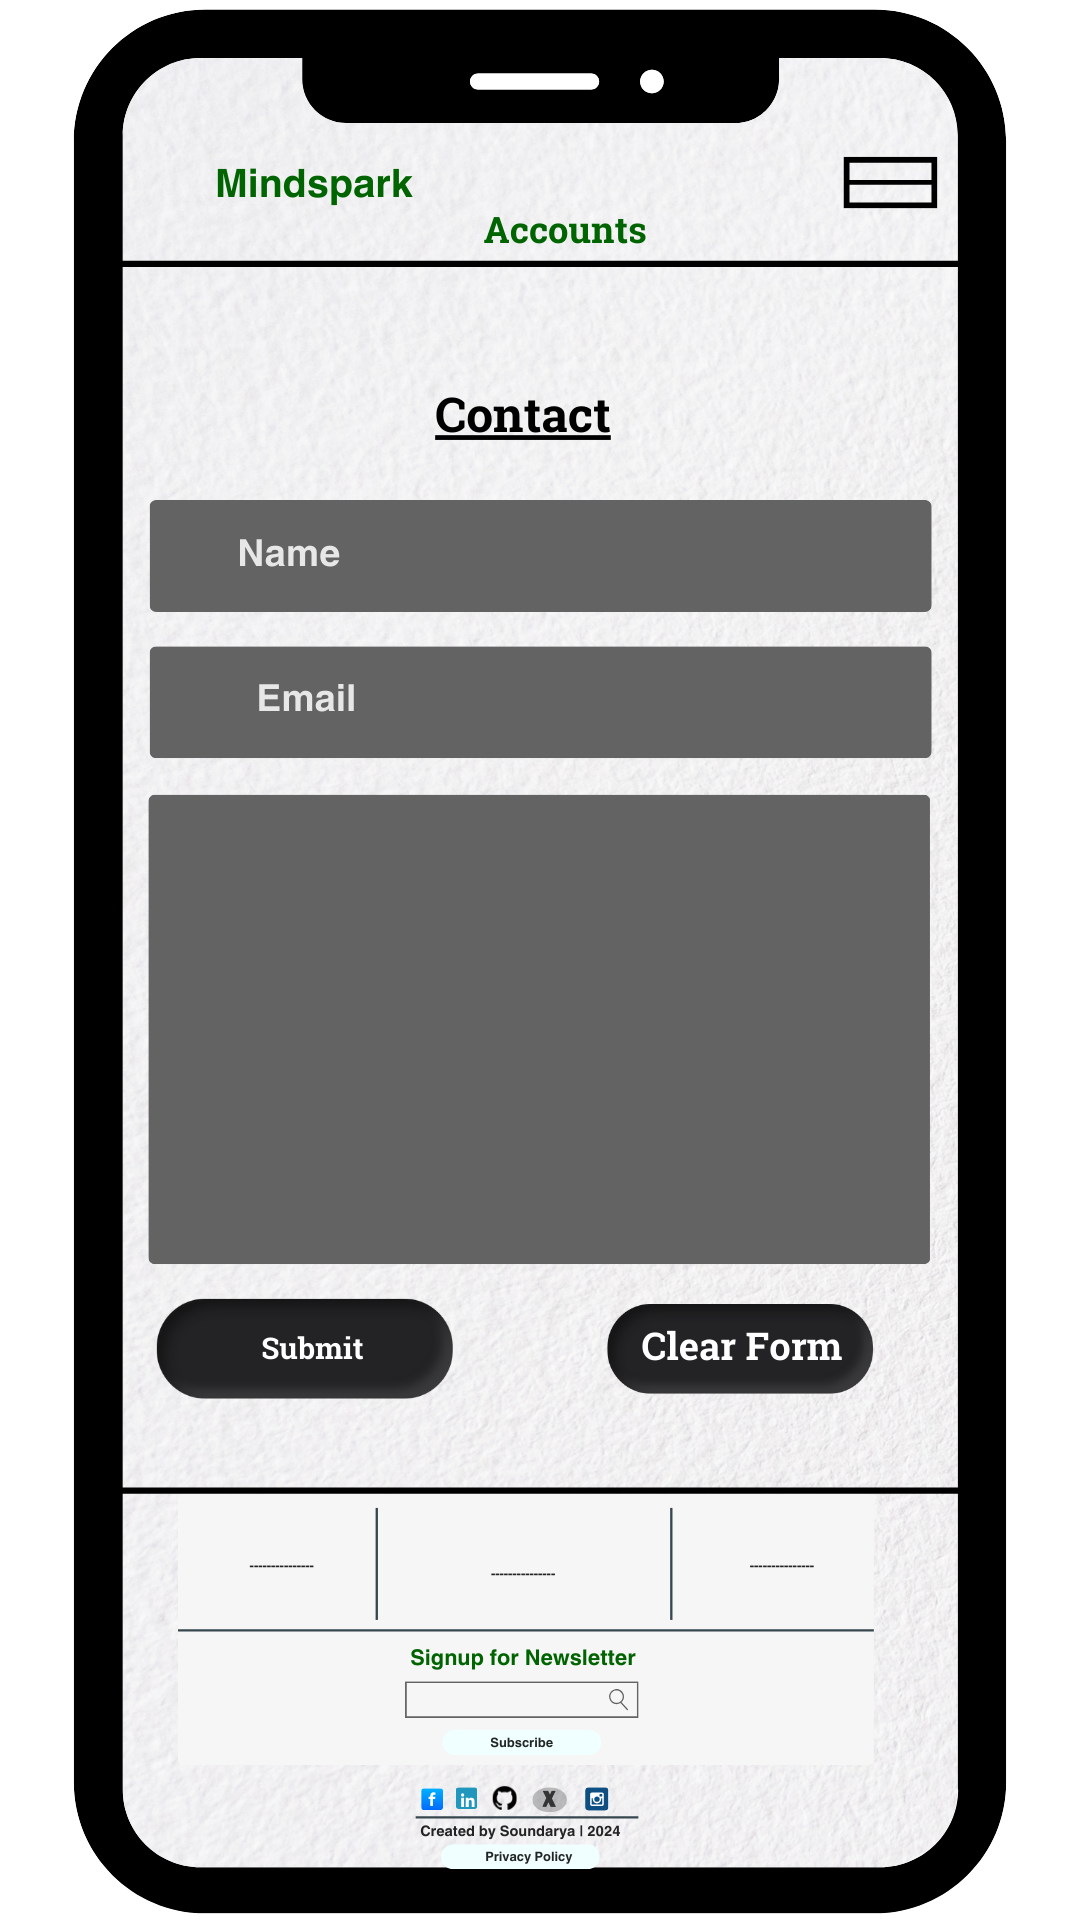 Mindspark
Accounts
Contact
Name
Email
Submit
Clear Form
---------------
---------------
---------------
Signup for Newsletter
Subscribe
f in X
Created by Soundarya | 2024
Privacy Policy